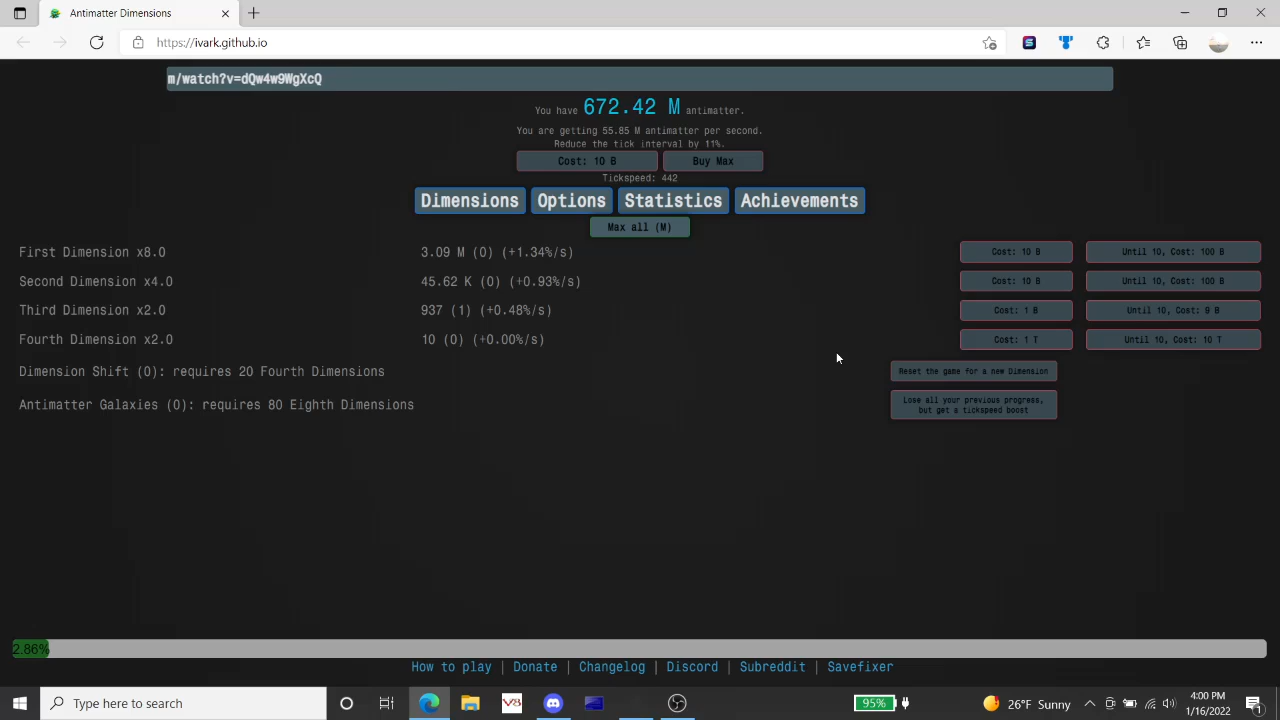 Antimatter Dimensions
https://ivark.github.io
m/watch?v=dQw4w9WgXcQ
You have 672.42 M antimatter.
You are getting 55.85 M antimatter per second.
Reduce the tick interval by 11%.
Cost: 10 B Buy Max
Tickspeed: 442
Dimensions Options Statistics Achievements
Max all (M)
First Dimension x8.0 3.09 M (0) (+1.34%/s) Cost: 10 B Until 10, Cost: 100 B
Second Dimension x4.0 45.62 K (0) (+0.93%/s) Cost: 10 B Until 10, Cost: 100 B
Third Dimension x2.0 937 (1) (+0.48%/s) Cost: 1 B Until 10, Cost: 9 B
Fourth Dimension x2.0 10 (0) (+0.00%/s) Cost: 1 T Until 10, Cost: 10 T
Dimension Shift (0): requires 20 Fourth Dimensions Reset the game for a new Dimension
Antimatter Galaxies (0): requires 80 Eighth Dimensions Lose all your previous progress,
but get a tickspeed boost
2.86%
How to play | Donate | Changelog | Discord | Subreddit | Savefixer
Type here to search V8 95% 26°F Sunny 4:00 PM
1/16/2022 1